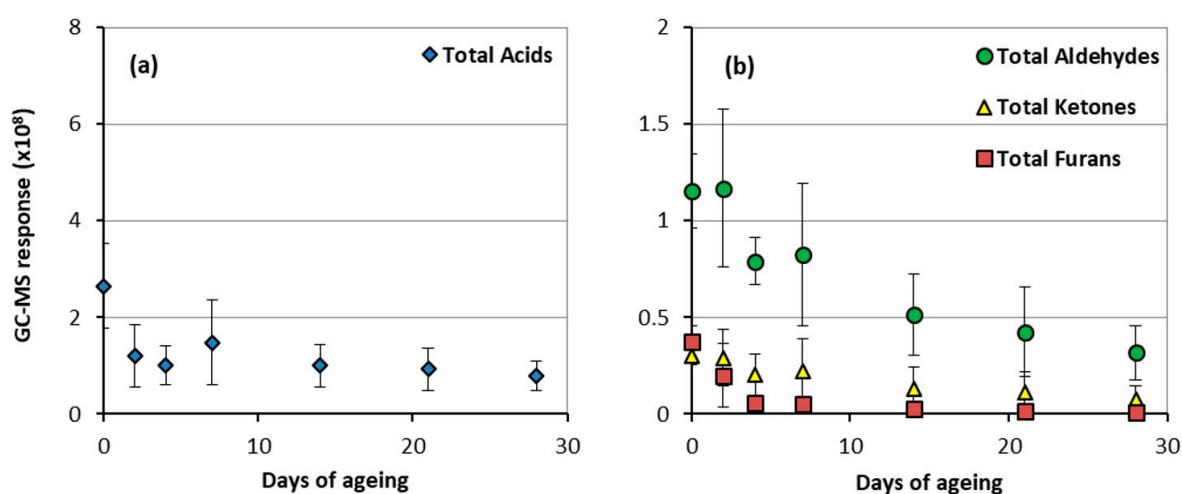 8
6
4
2
0
GC-MS response (x10⁸)
(a)
Total Acids
0
10
20
30
Days of ageing
2
1.5
1
0.5
0
(b)
Total Aldehydes
Total Ketones
Total Furans
0
10
20
30
Days of ageing